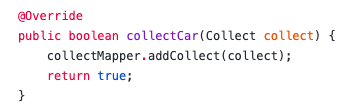 @Override
public boolean collectCar(Collect collect) {
    collectMapper.addCollect(collect);
    return true;
}